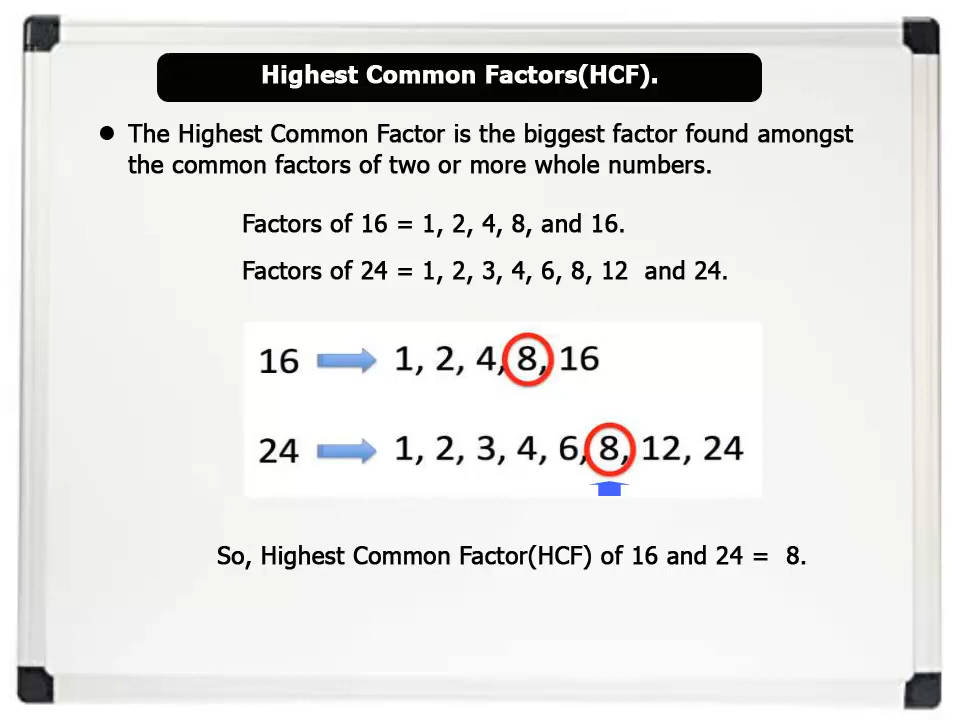 Highest Common Factors(HCF).
● The Highest Common Factor is the biggest factor found amongst
the common factors of two or more whole numbers.
Factors of 16 = 1, 2, 4, 8, and 16.
Factors of 24 = 1, 2, 3, 4, 6, 8, 12 and 24.
16 1, 2, 4, 8, 16
24 1, 2, 3, 4, 6, 8, 12, 24
So, Highest Common Factor(HCF) of 16 and 24 = 8.